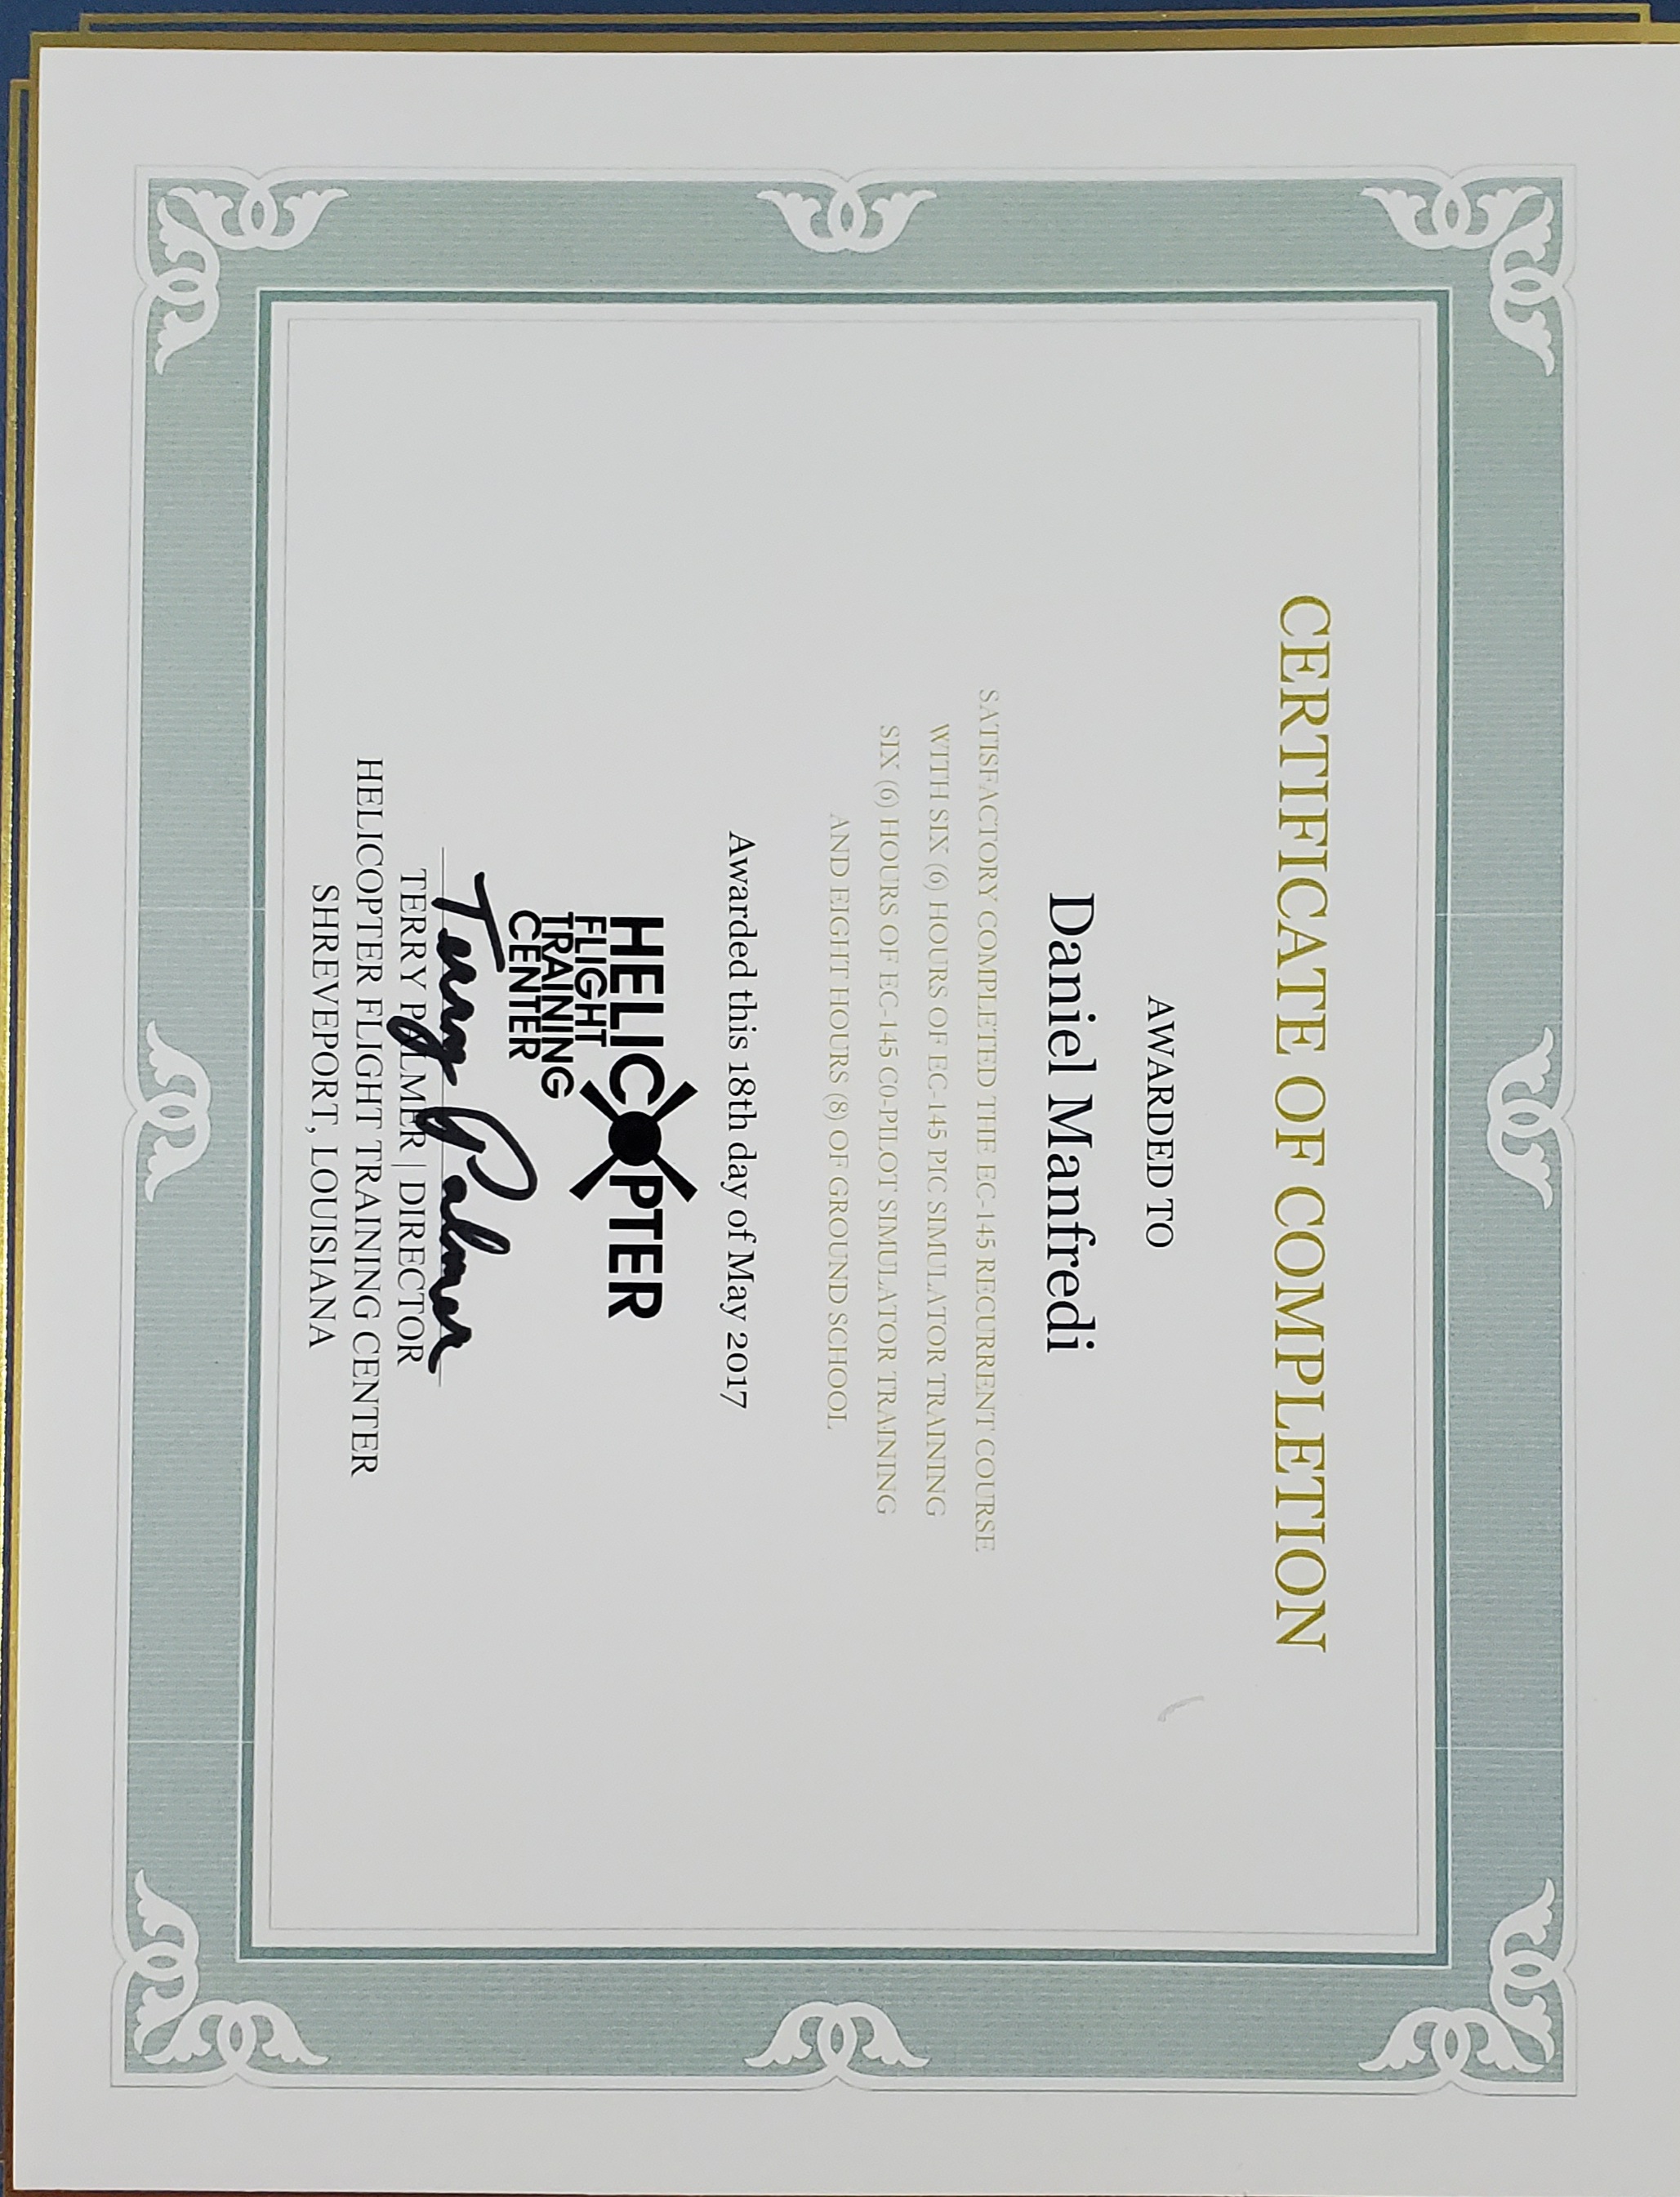 CERTIFICATE OF COMPLETION
AWARDED TO
Daniel Manfredi
SATISFACTORY COMPLETED THE EC-145 RECURRENT COURSE
WITH SIX (6) HOURS OF EC-145 PIC SIMULATOR TRAINING
SIX (6) HOURS OF EC-145 C0-PILOT SIMULATOR TRAINING
AND EIGHT HOURS (8) OF GROUND SCHOOL
Awarded this 18th day of May 2017
HELICOPTER
FLIGHT
TRAINING
CENTER
Terry Palmer
TERRY PALMER | DIRECTOR
HELICOPTER FLIGHT TRAINING CENTER
SHREVEPORT, LOUISIANA